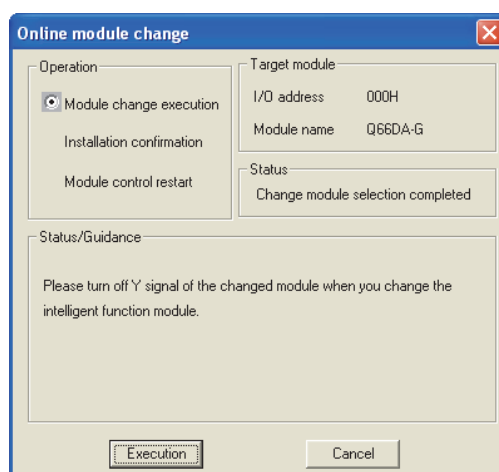 Online module change
Operation
Module change execution
Installation confirmation
Module control restart
Target module
I/O address 000H
Module name Q66DA-G
Status
Change module selection completed
Status/Guidance
Please turn off Y signal of the changed module when you change the
intelligent function module.
Execution Cancel